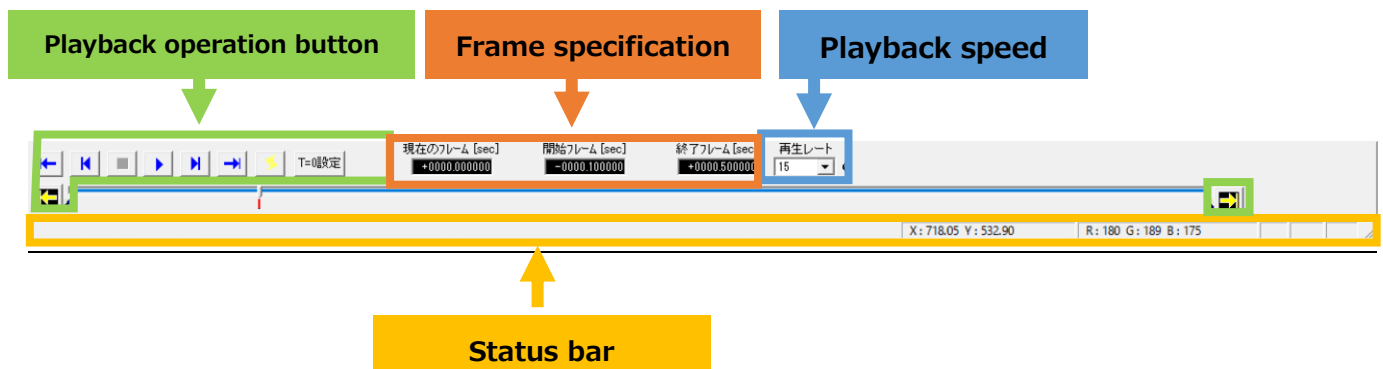 Playback operation button
Frame specification
Playback speed
現在のフレーム [sec]
開始フレーム [sec]
終了フレーム [sec]
再生レート
T=0設定
+0000.000000
-0000.100000
+0000.500000
15
X : 718.05 Y : 532.90
R : 180 G : 189 B : 175
Status bar